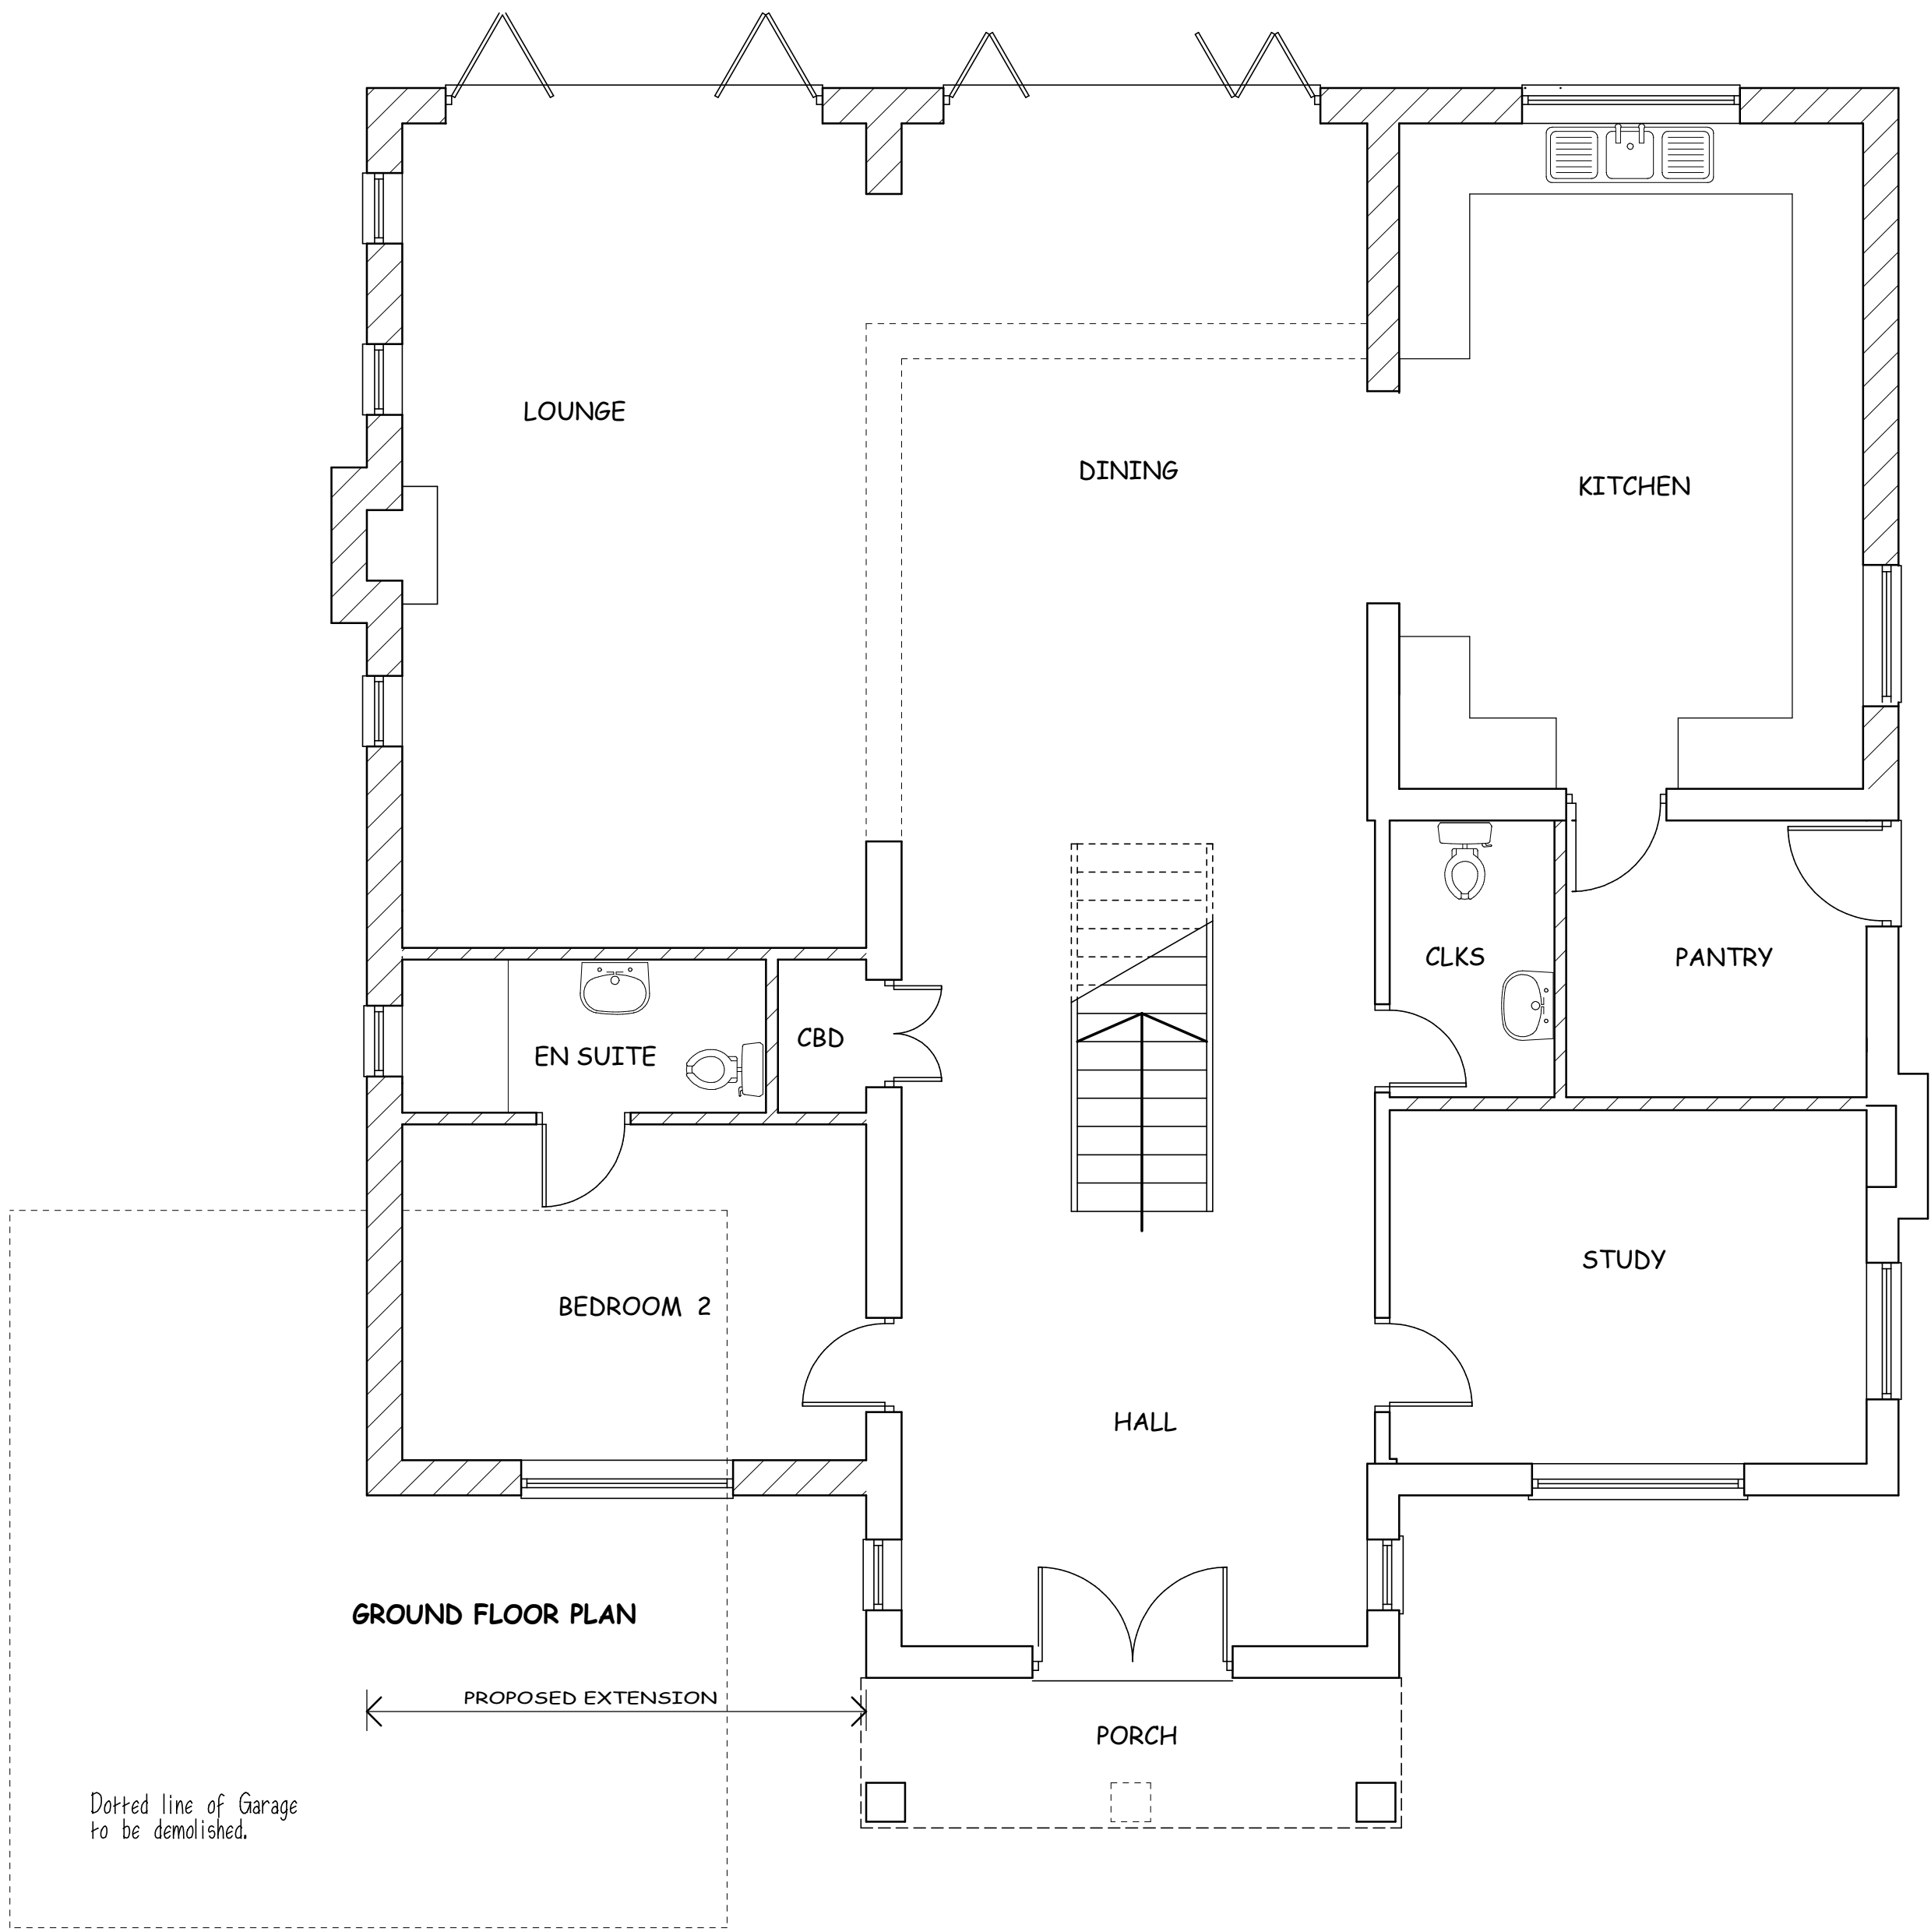 LOUNGE
DINING
KITCHEN
CLKS
PANTRY
CBD
EN SUITE
STUDY
BEDROOM 2
HALL
GROUND FLOOR PLAN
PROPOSED EXTENSION
PORCH
Dotted line of Garage
to be demolished.